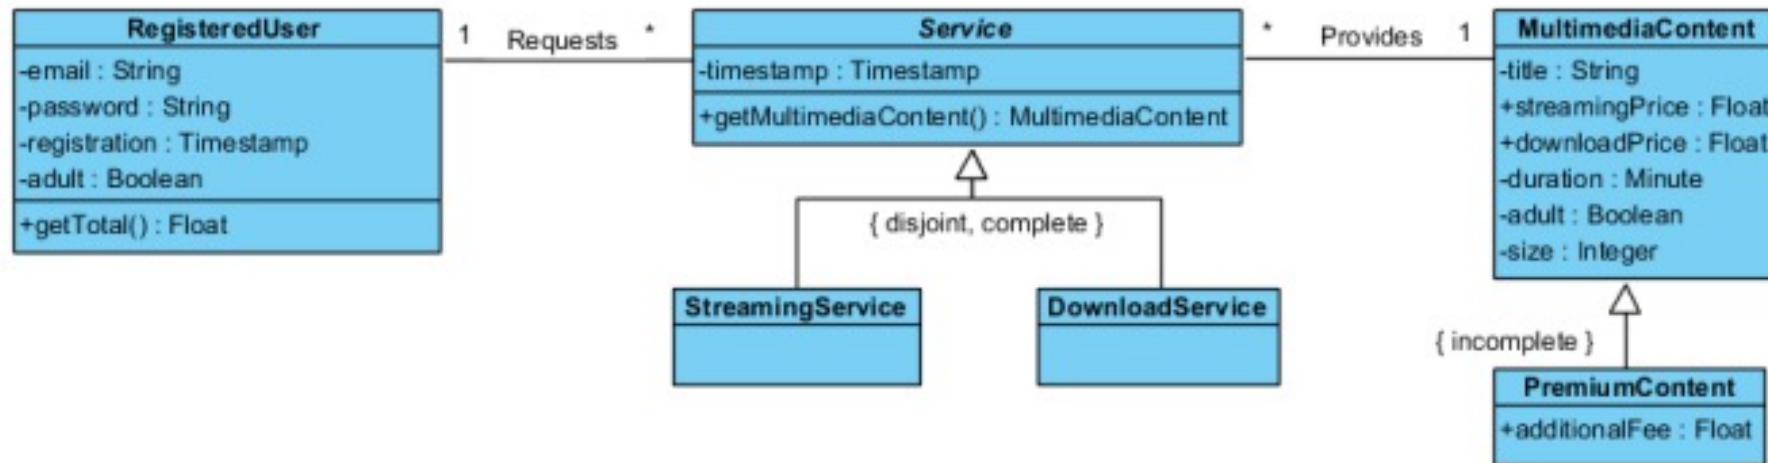 RegisteredUser
-email : String
-password : String
-registration : Timestamp
-adult : Boolean
+getTotal() : Float
1 Requests *
Service
-timestamp : Timestamp
+getMultimediaContent() : MultimediaContent
* Provides 1
MultimediaContent
-title : String
+streamingPrice : Float
+downloadPrice : Float
-duration : Minute
-adult : Boolean
-size : Integer
{ disjoint, complete }
StreamingService
DownloadService
{ incomplete }
PremiumContent
+additionalFee : Float